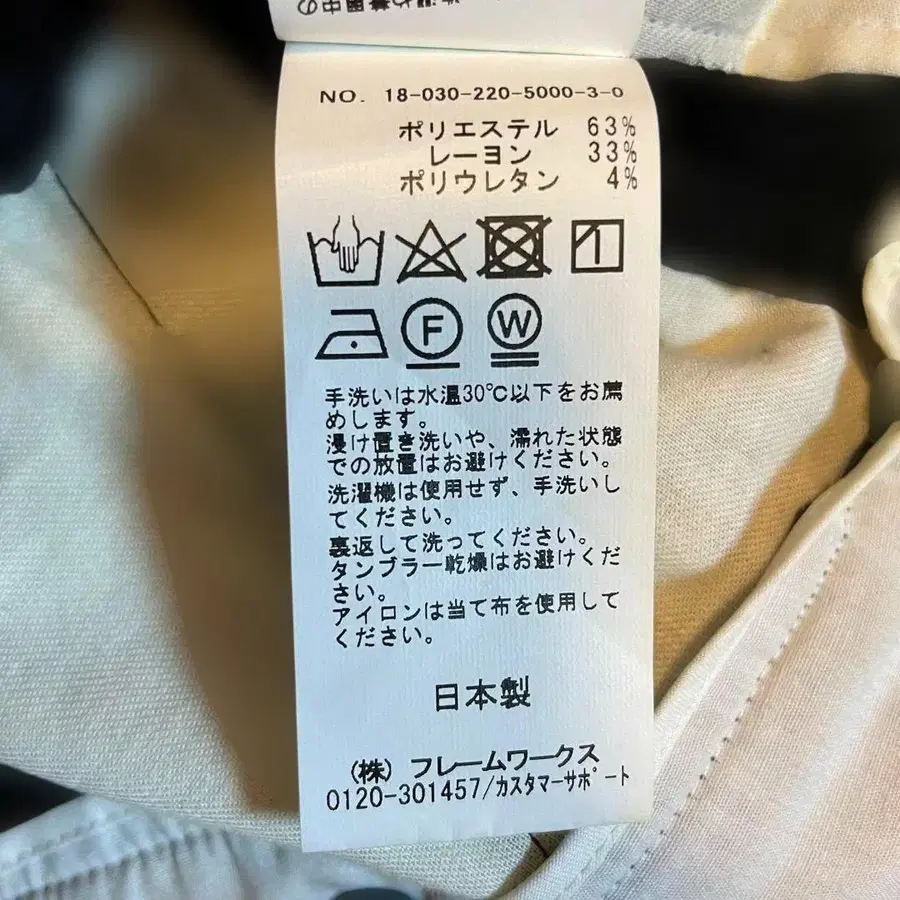 NO. 18-030-220-5000-3-0
ポリエステル 63%
レーヨン 33%
ポリウレタン 4%
F W
手洗いは水温30℃以下をお薦
めします。
浸け置き洗いや、濡れた状態
での放置はお避けください。
洗濯機は使用せず、手洗いし
てください。
裏返して洗ってください。
タンブラー乾燥はお避けくだ
さい。
アイロンは当て布を使用して
ください。
日本製
(株) フレームワークス
0120-301457/カスタマーサポート